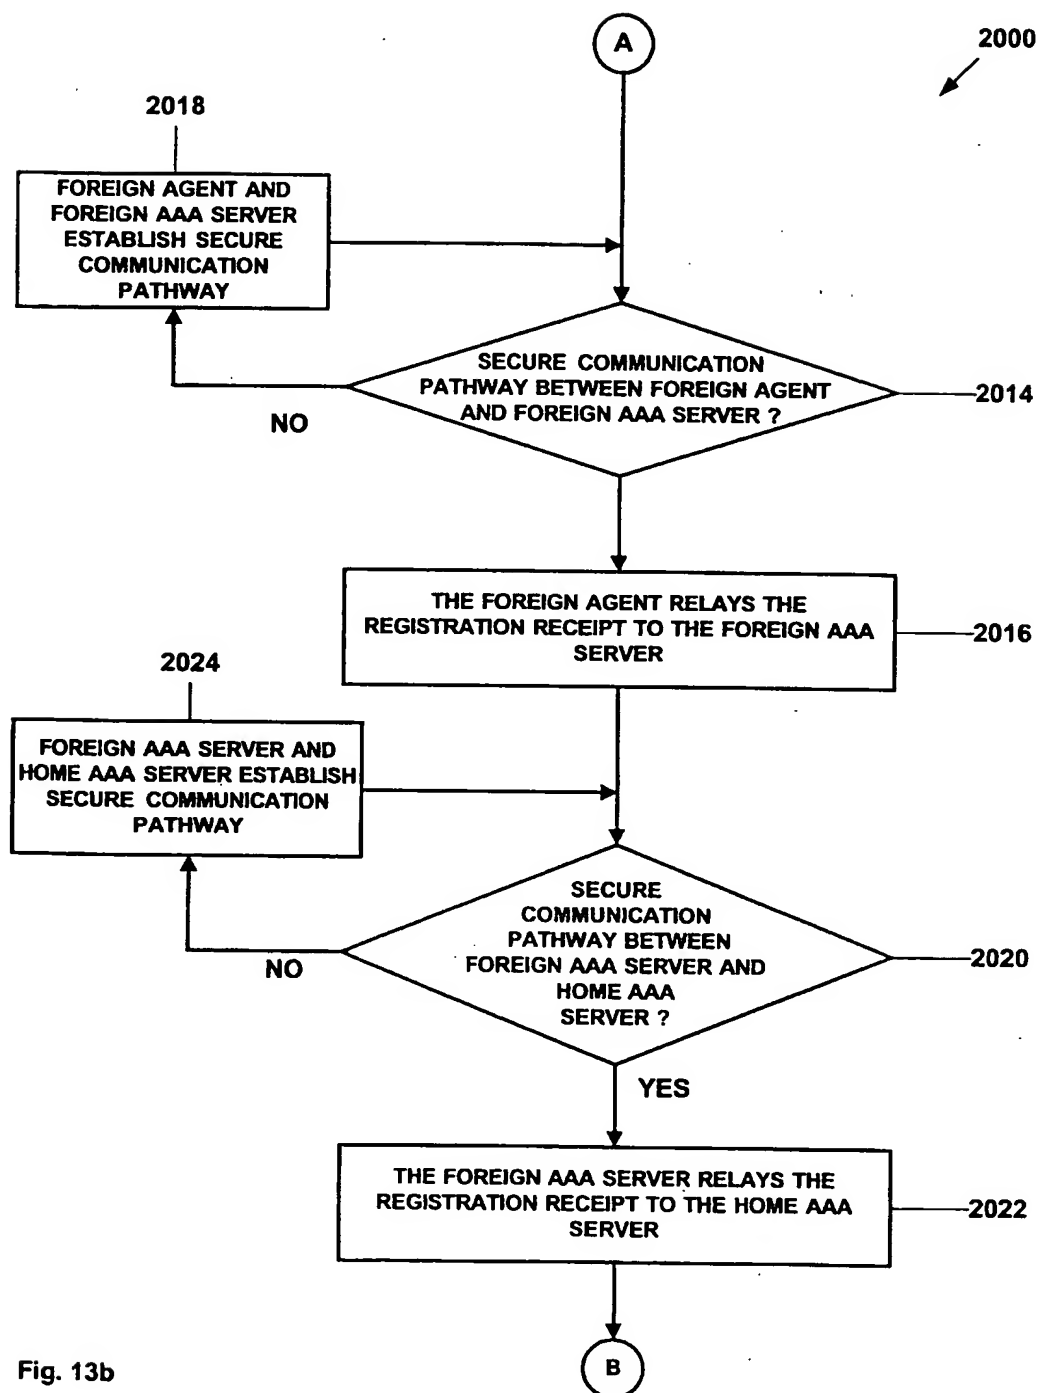 A
2000
2018
FOREIGN AGENT AND
FOREIGN AAA SERVER
ESTABLISH SECURE
COMMUNICATION
PATHWAY
SECURE COMMUNICATION
PATHWAY BETWEEN FOREIGN AGENT
AND FOREIGN AAA SERVER ?
2014
NO
THE FOREIGN AGENT RELAYS THE
REGISTRATION RECEIPT TO THE FOREIGN AAA
SERVER
2016
2024
FOREIGN AAA SERVER AND
HOME AAA SERVER ESTABLISH
SECURE COMMUNICATION
PATHWAY
SECURE
COMMUNICATION
PATHWAY BETWEEN
FOREIGN AAA SERVER AND
HOME AAA
SERVER ?
2020
NO
YES
THE FOREIGN AAA SERVER RELAYS THE
REGISTRATION RECEIPT TO THE HOME AAA
SERVER
2022
B
Fig. 13b